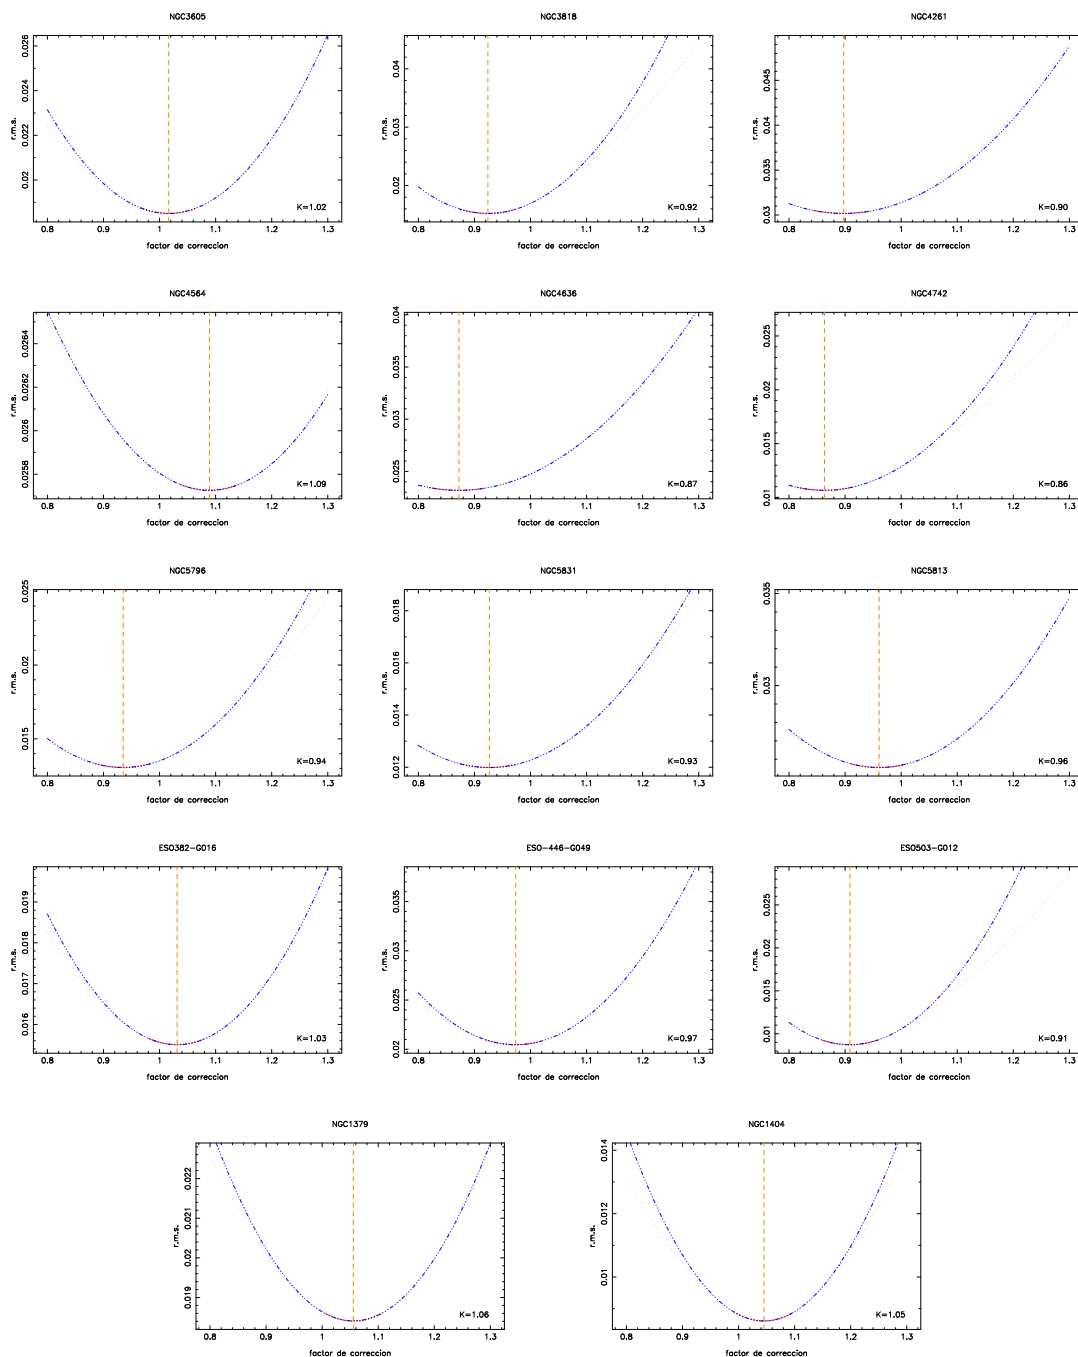 NGC3605
r.m.s.
0.02 0.022 0.024 0.026
K=1.02
0.8 0.9 1 1.1 1.2 1.3
factor de correccion
NGC3818
r.m.s.
0.02 0.03 0.04
K=0.92
0.8 0.9 1 1.1 1.2 1.3
factor de correccion
NGC4261
r.m.s.
0.03 0.035 0.04 0.045
K=0.90
0.8 0.9 1 1.1 1.2 1.3
factor de correccion
NGC4564
r.m.s.
0.0258 0.026 0.0262 0.0264
K=1.09
0.8 0.9 1 1.1 1.2 1.3
factor de correccion
NGC4636
r.m.s.
0.025 0.03 0.035 0.04
K=0.87
0.8 0.9 1 1.1 1.2 1.3
factor de correccion
NGC4742
r.m.s.
0.01 0.015 0.02 0.025
K=0.86
0.8 0.9 1 1.1 1.2 1.3
factor de correccion
NGC5796
r.m.s.
0.015 0.02 0.025
K=0.94
0.8 0.9 1 1.1 1.2 1.3
factor de correccion
NGC5831
r.m.s.
0.012 0.014 0.016 0.018
K=0.93
0.8 0.9 1 1.1 1.2 1.3
factor de correccion
NGC5813
r.m.s.
0.03 0.035
K=0.96
0.8 0.9 1 1.1 1.2 1.3
factor de correccion
ESO382-G016
r.m.s.
0.016 0.017 0.018 0.019
K=1.03
0.8 0.9 1 1.1 1.2 1.3
factor de correccion
ESO-446-G049
r.m.s.
0.02 0.025 0.03 0.035
K=0.97
0.8 0.9 1 1.1 1.2 1.3
factor de correccion
ESO503-G012
r.m.s.
0.01 0.015 0.02 0.025
K=0.91
0.8 0.9 1 1.1 1.2 1.3
factor de correccion
NGC1379
r.m.s.
0.019 0.02 0.021 0.022
K=1.06
0.8 0.9 1 1.1 1.2 1.3
factor de correccion
NGC1404
r.m.s.
0.01 0.012 0.014
K=1.05
0.8 0.9 1 1.1 1.2 1.3
factor de correccion